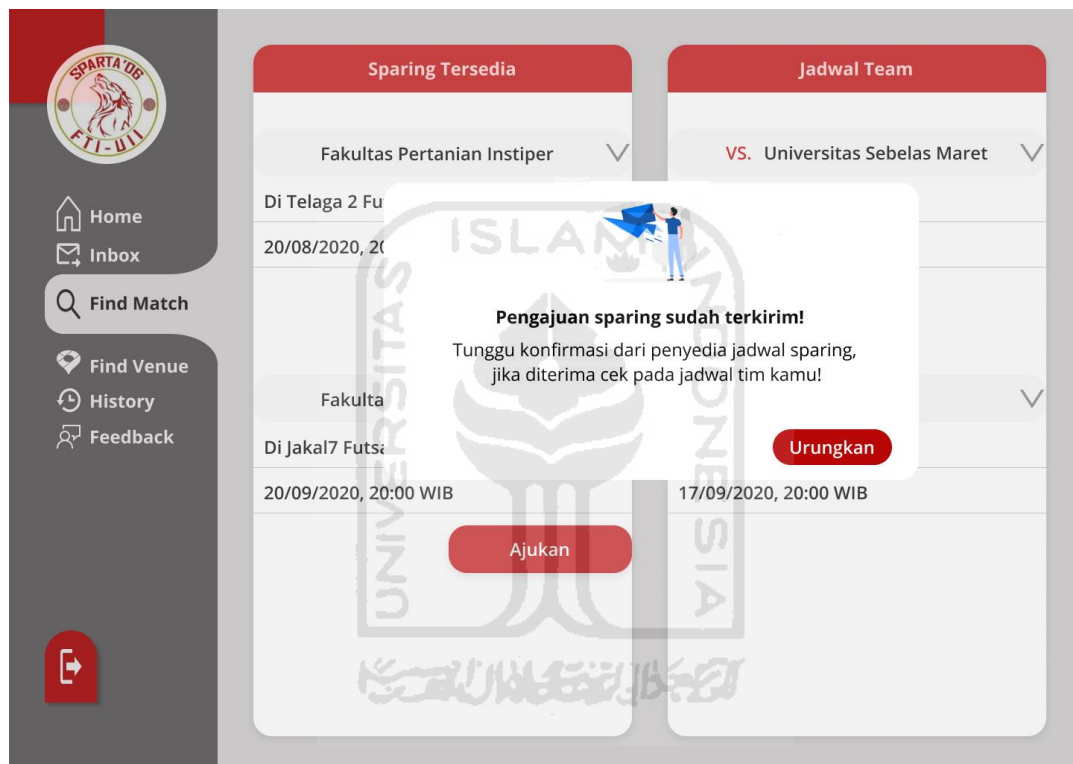 SPARTA'06
FTI-UII
Home
Inbox
Find Match
Find Venue
History
Feedback
Sparing Tersedia
Fakultas Pertanian Instiper
Di Telaga 2 Fu
20/08/2020, 20
Fakulta
Di Jakal7 Futsa
20/09/2020, 20:00 WIB
Ajukan
Jadwal Team
VS. Universitas Sebelas Maret
17/09/2020, 20:00 WIB
Pengajuan sparing sudah terkirim!
Tunggu konfirmasi dari penyedia jadwal sparing,
jika diterima cek pada jadwal tim kamu!
Urungkan
UNIVERSITAS
ISLAM
INDONESIA